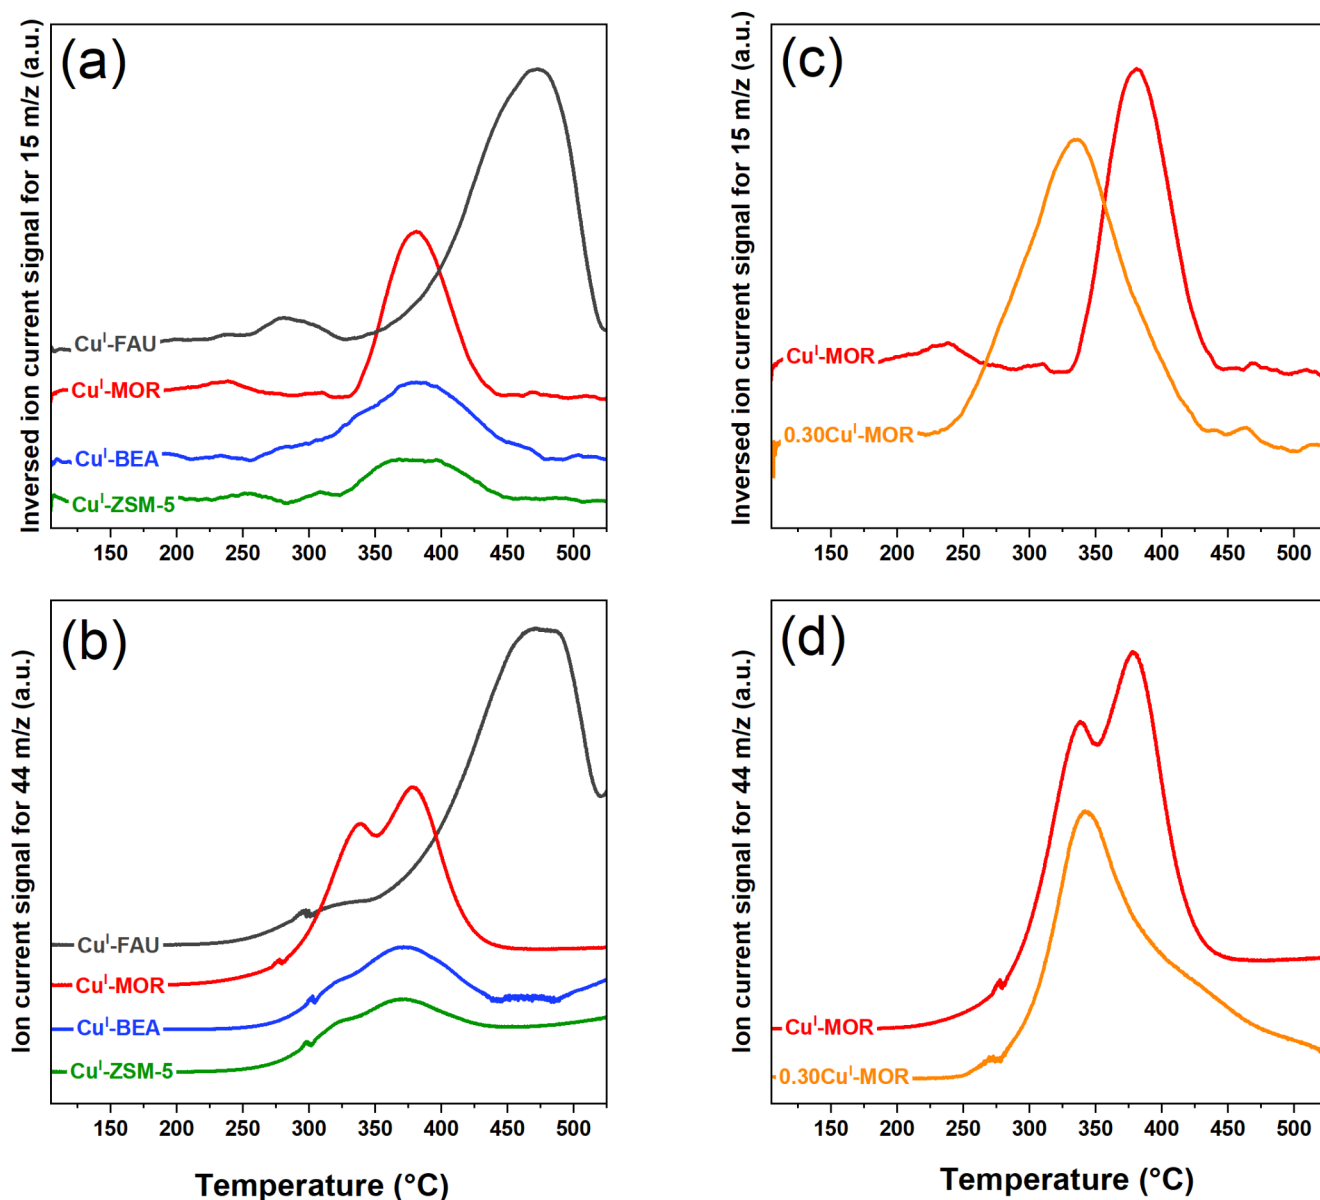 (a)
Inversed ion current signal for 15 m/z (a.u.)
Cuᴵ-FAU
Cuᴵ-MOR
Cuᴵ-BEA
Cuᴵ-ZSM-5
150 200 250 300 350 400 450 500
(c)
Inversed ion current signal for 15 m/z (a.u.)
Cuᴵ-MOR
0.30Cuᴵ-MOR
150 200 250 300 350 400 450 500
(b)
Ion current signal for 44 m/z (a.u.)
Cuᴵ-FAU
Cuᴵ-MOR
Cuᴵ-BEA
Cuᴵ-ZSM-5
150 200 250 300 350 400 450 500
Temperature (°C)
(d)
Ion current signal for 44 m/z (a.u.)
Cuᴵ-MOR
0.30Cuᴵ-MOR
150 200 250 300 350 400 450 500
Temperature (°C)